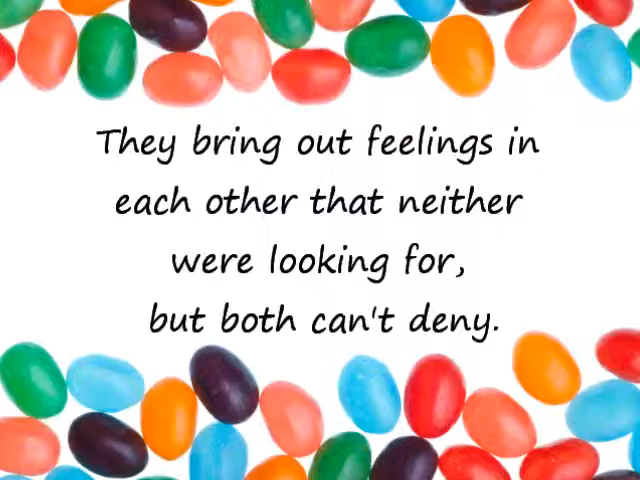 They bring out feelings in
each other that neither
were looking for,
but both can't deny.